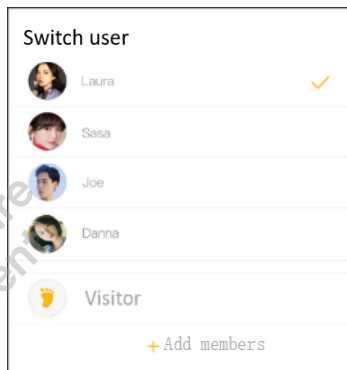 Switch user
Laura
Sasa
Joe
Danna
Visitor
+ Add members